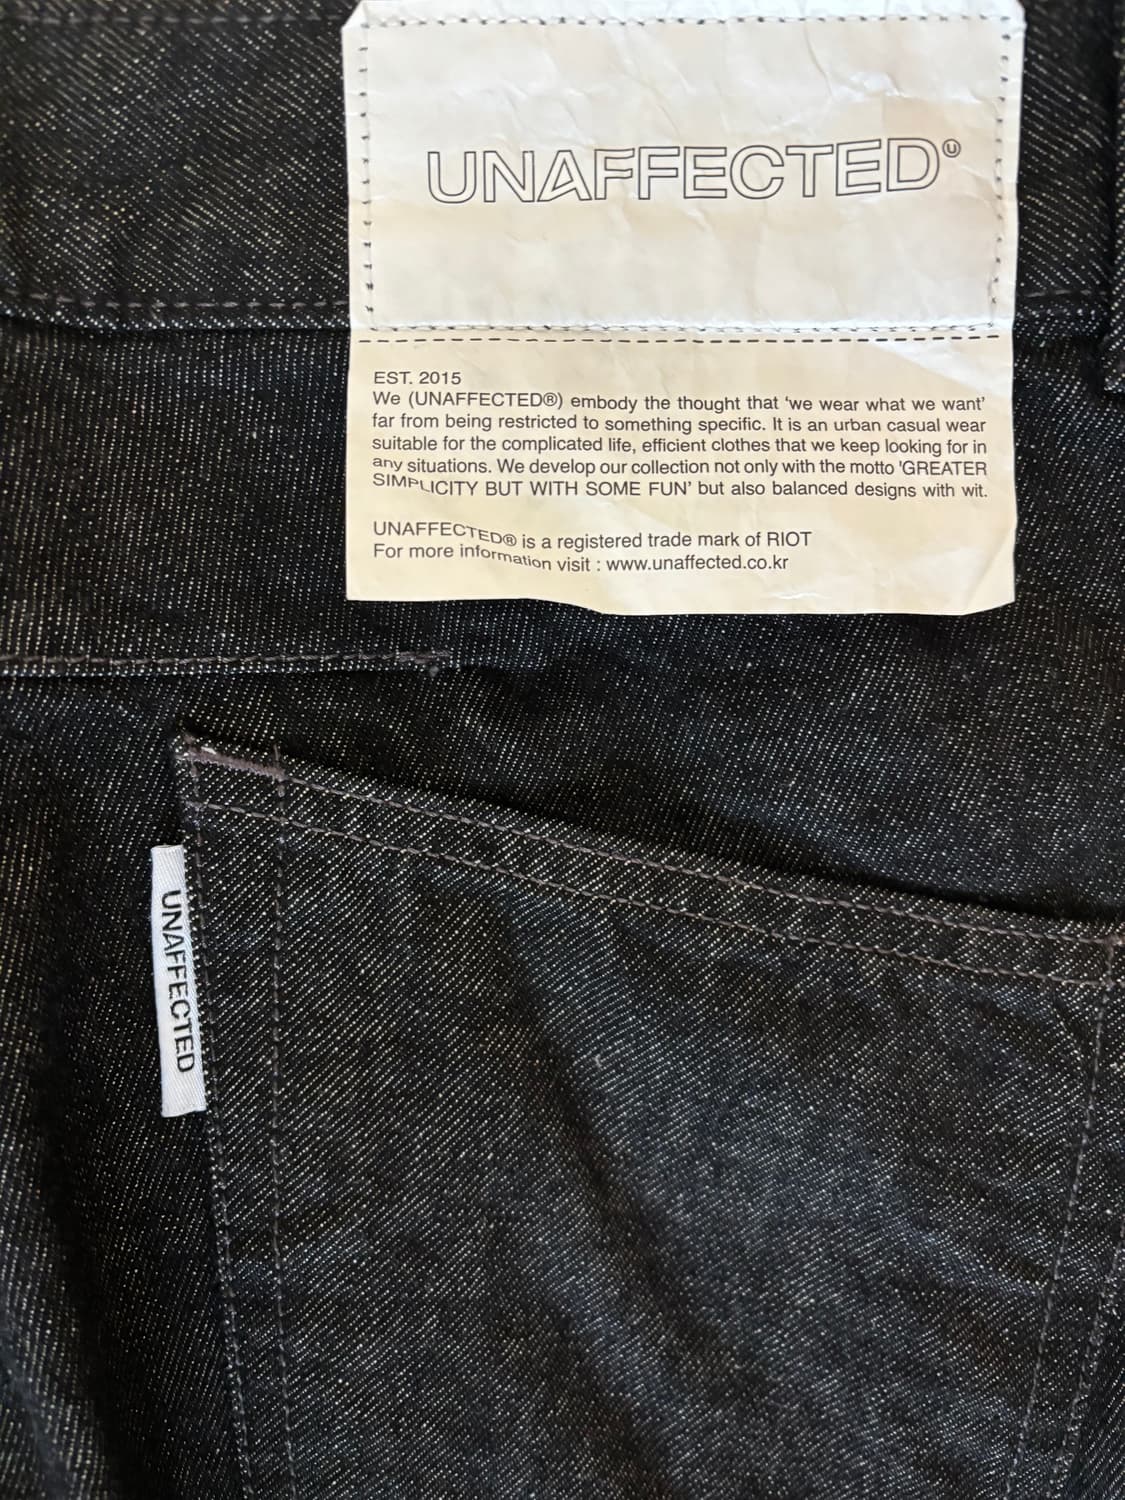 UNAFFECTED
EST. 2015
We (UNAFFECTED®) embody the thought that 'we wear what we want'
far from being restricted to something specific. It is an urban casual wear
suitable for the complicated life, efficient clothes that we keep looking for in
any situations. We develop our collection not only with the motto 'GREATER
SIMPLICITY BUT WITH SOME FUN' but also balanced designs with wit.
UNAFFECTED® is a registered trade mark of RIOT
For more information visit : www.unaffected.co.kr
UNAFFECTED